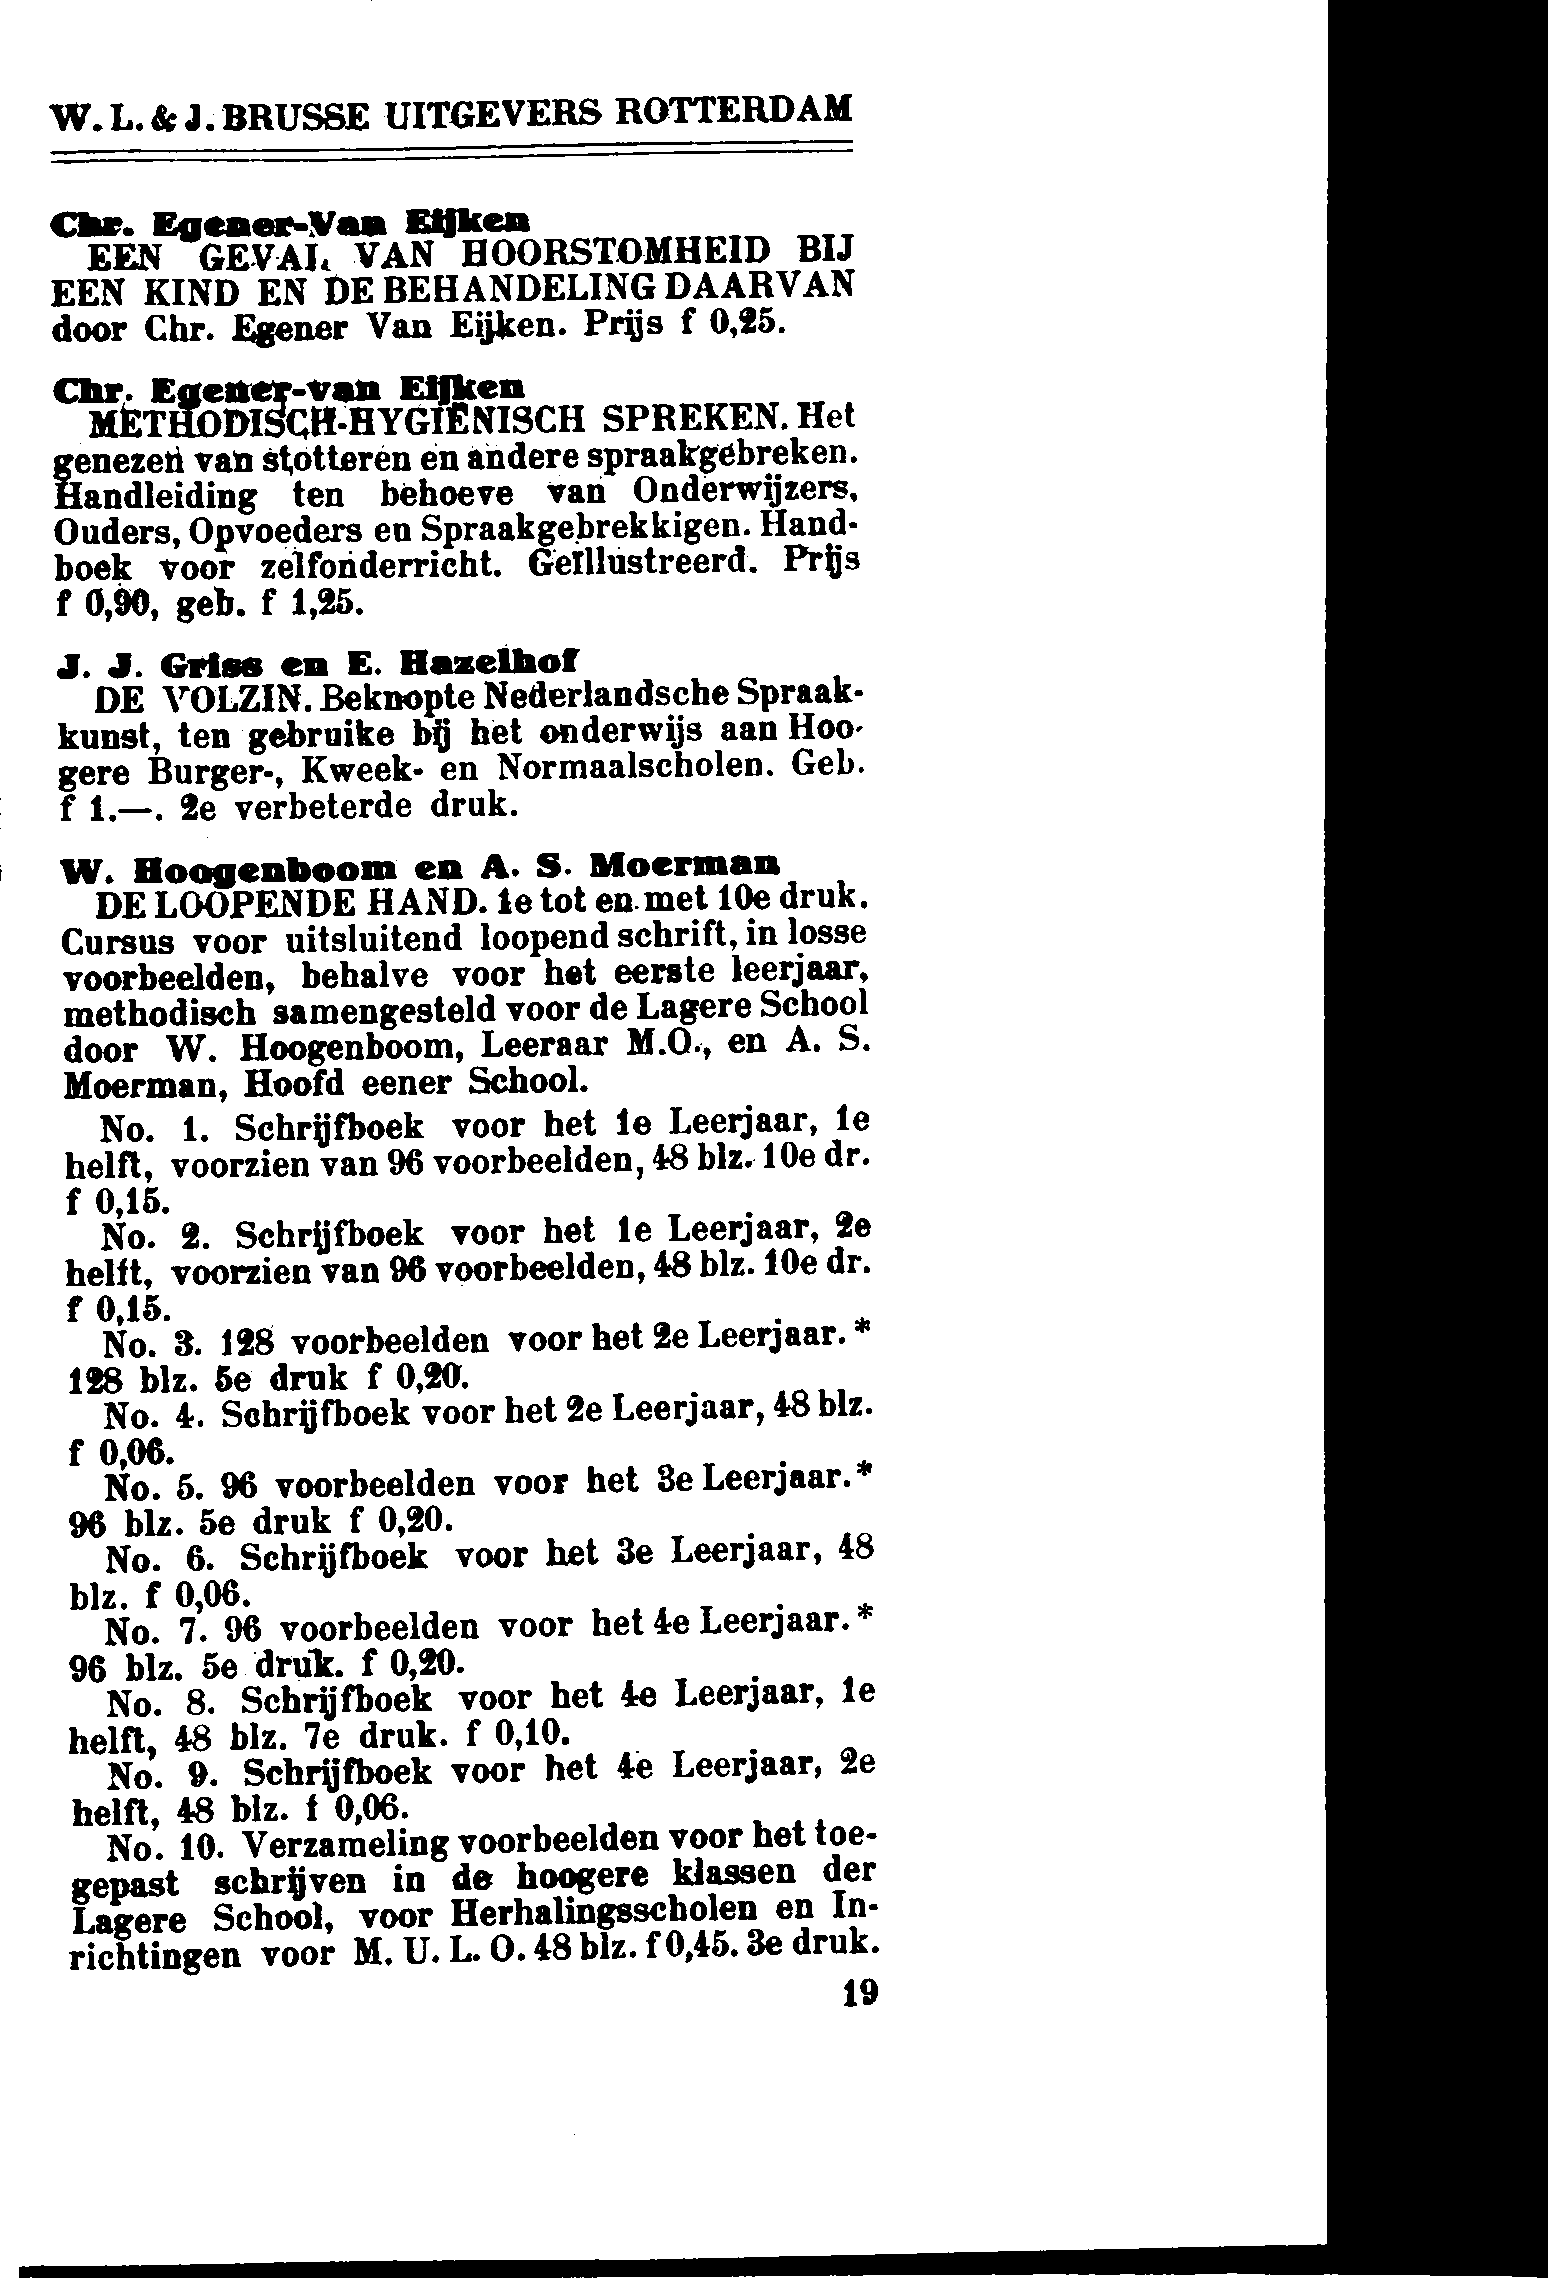 W. L. & J. BRUSSE UITGEVERS ROTTERDAM
Chr. Egener-Van Eijken
EEN GEVAL VAN HOORSTOMHEID BIJ
EEN KIND EN DE BEHANDELING DAARVAN
door Chr. Egener Van Eijken. Prijs f 0,25.
Chr. Egener-van Eijken
METHODISCH-HYGIËNISCH SPREKEN. Het
genezen van stotteren en andere spraakgebreken.
Handleiding ten behoeve van Onderwijzers,
Ouders, Opvoeders en Spraakgebrekkigen. Hand-
boek voor zelfonderricht. Geïllustreerd. Prijs
f 0,90, geb. f 1,25.
J. J. Griss en E. Hazelhof
DE VOLZIN. Beknopte Nederlandsche Spraak-
kunst, ten gebruike bij het onderwijs aan Hoo-
gere Burger-, Kweek- en Normaalscholen. Geb.
f 1.—. 2e verbeterde druk.
W. Hoogenboom en A. S. Moerman
DE LOOPENDE HAND. 1e tot en met 10e druk.
Cursus voor uitsluitend loopend schrift, in losse
voorbeelden, behalve voor het eerste leerjaar,
methodisch samengesteld voor de Lagere School
door W. Hoogenboom, Leeraar M.O., en A. S.
Moerman, Hoofd eener School.
No. 1. Schrijfboek voor het 1e Leerjaar, 1e
helft, voorzien van 96 voorbeelden, 48 blz. 10e dr.
f 0,15.
No. 2. Schrijfboek voor het 1e Leerjaar, 2e
helft, voorzien van 96 voorbeelden, 48 blz. 10e dr.
f 0,15.
No. 3. 128 voorbeelden voor het 2e Leerjaar.*
128 blz. 5e druk f 0,20.
No. 4. Schrijfboek voor het 2e Leerjaar, 48 blz.
f 0,06.
No. 5. 96 voorbeelden voor het 3e Leerjaar.*
96 blz. 5e druk f 0,20.
No. 6. Schrijfboek voor het 3e Leerjaar, 48
blz. f 0,06.
No. 7. 96 voorbeelden voor het 4e Leerjaar.*
96 blz. 5e druk. f 0,20.
No. 8. Schrijfboek voor het 4e Leerjaar, 1e
helft, 48 blz. 7e druk. f 0,10.
No. 9. Schrijfboek voor het 4e Leerjaar, 2e
helft, 48 blz. f 0,06.
No. 10. Verzameling voorbeelden voor het toe-
gepast schrijven in de hoogere klassen der
Lagere School, voor Herhalingsscholen en In-
richtingen voor M. U. L. O. 48 blz. f 0,45. 3e druk.
19